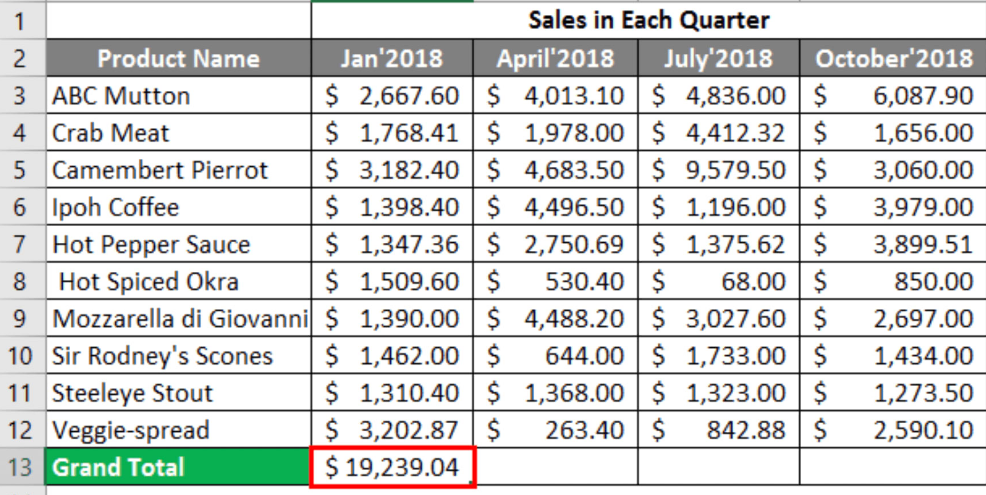 1 Sales in Each Quarter
2 Product Name Jan'2018 April'2018 July'2018 October'2018
3 ABC Mutton $ 2,667.60 $ 4,013.10 $ 4,836.00 $ 6,087.90
4 Crab Meat $ 1,768.41 $ 1,978.00 $ 4,412.32 $ 1,656.00
5 Camembert Pierrot $ 3,182.40 $ 4,683.50 $ 9,579.50 $ 3,060.00
6 Ipoh Coffee $ 1,398.40 $ 4,496.50 $ 1,196.00 $ 3,979.00
7 Hot Pepper Sauce $ 1,347.36 $ 2,750.69 $ 1,375.62 $ 3,899.51
8 Hot Spiced Okra $ 1,509.60 $ 530.40 $ 68.00 $ 850.00
9 Mozzarella di Giovanni $ 1,390.00 $ 4,488.20 $ 3,027.60 $ 2,697.00
10 Sir Rodney's Scones $ 1,462.00 $ 644.00 $ 1,733.00 $ 1,434.00
11 Steeleye Stout $ 1,310.40 $ 1,368.00 $ 1,323.00 $ 1,273.50
12 Veggie-spread $ 3,202.87 $ 263.40 $ 842.88 $ 2,590.10
13 Grand Total $ 19,239.04